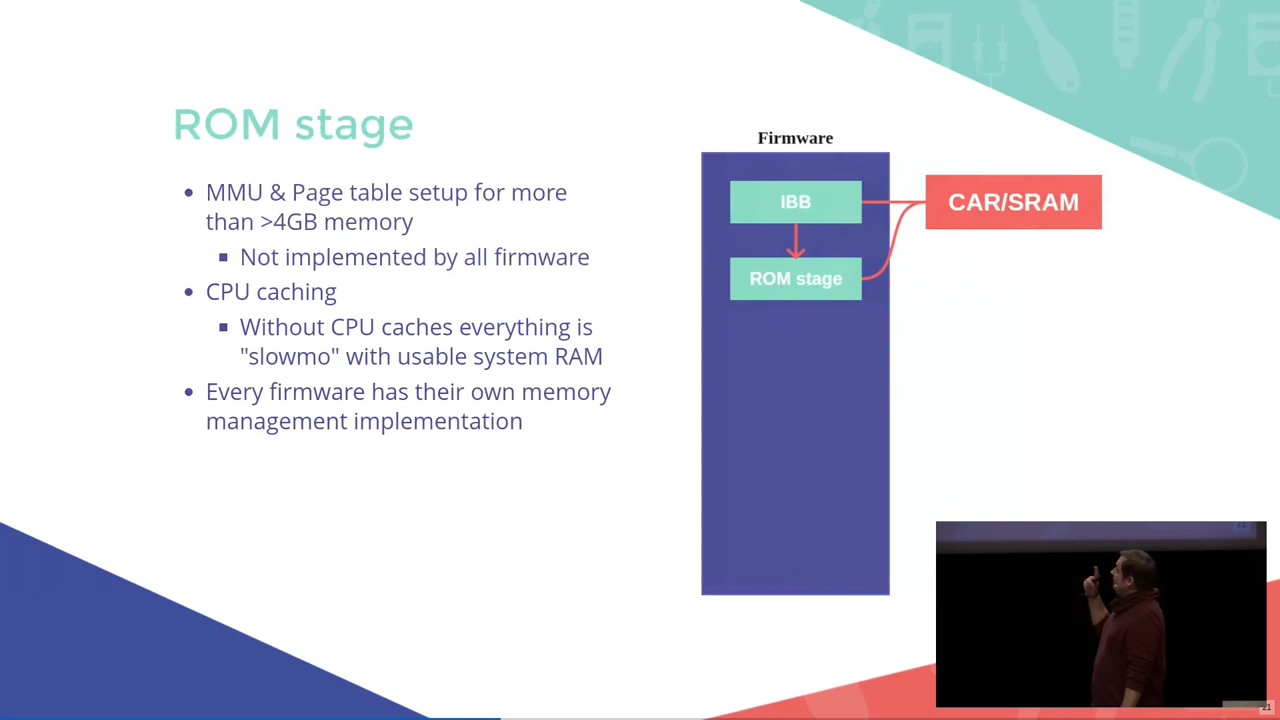 ROM stage
MMU & Page table setup for more
than >4GB memory
Not implemented by all firmware
CPU caching
Without CPU caches everything is
"slowmo" with usable system RAM
Every firmware has their own memory
management implementation
Firmware
IBB
CAR/SRAM
ROM stage
21